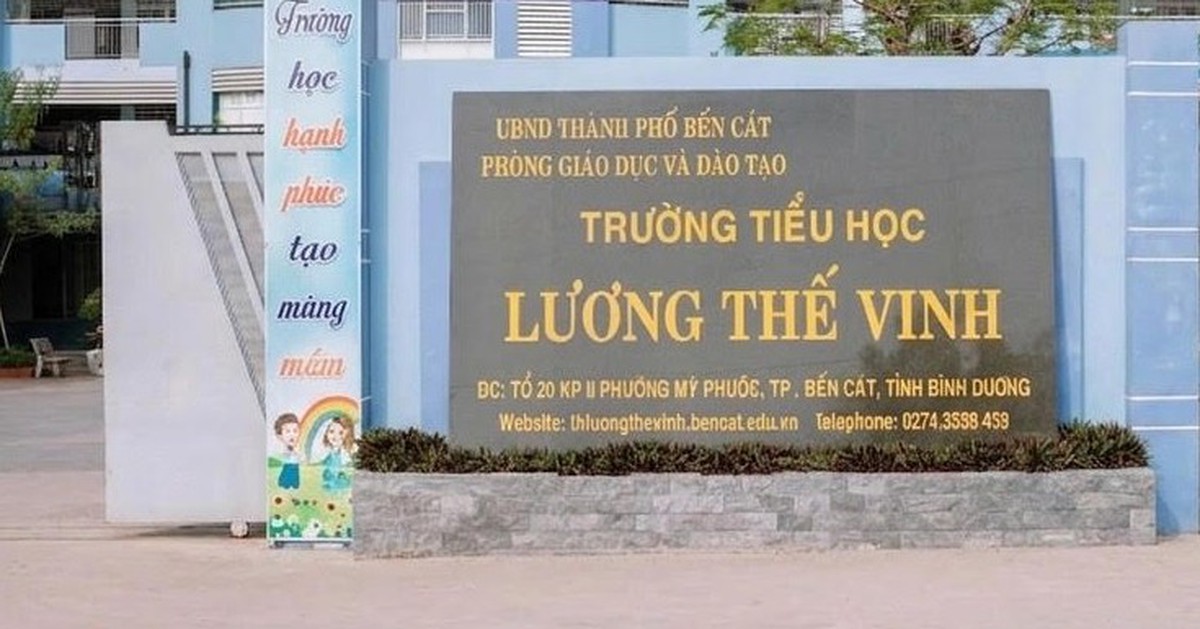 Trường
học
hạnh
phúc
tạo
màng
mầm
UBND THÀNH PHỐ BẾN CÁT
PHÒNG GIÁO DỤC VÀ ĐÀO TẠO
TRƯỜNG TIỂU HỌC
LƯƠNG THẾ VINH
ĐC: TỔ 20 KP II PHƯỜNG MỸ PHƯỚC, TP. BẾN CÁT, TỈNH BÌNH DƯƠNG
Website: thluongthevinh.bencat.edu.vn Telephone: 0274.3558 459